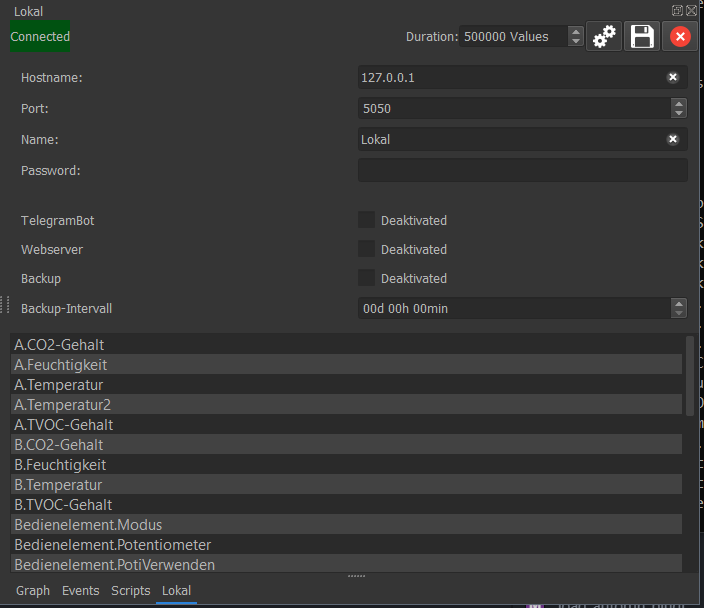 Lokal
Connected
Duration: 500000 Values
Hostname: 127.0.0.1
Port: 5050
Name: Lokal
Password:
TelegramBot Deaktivated
Webserver Deaktivated
Backup Deaktivated
Backup-Intervall 00d 00h 00min
A.CO2-Gehalt
A.Feuchtigkeit
A.Temperatur
A.Temperatur2
A.TVOC-Gehalt
B.CO2-Gehalt
B.Feuchtigkeit
B.Temperatur
B.TVOC-Gehalt
Bedienelement.Modus
Bedienelement.Potentiometer
Bedienelement.PotiVerwenden
Graph Events Scripts Lokal